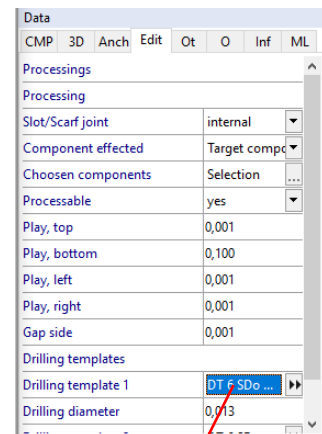 Data
CMP 3D Anch Edit Ot O Inf ML
Processings
Processing
Slot/Scarf joint internal
Component effected Target compo
Choosen components Selection ...
Processable yes
Play, top 0,001
Play, bottom 0,100
Play, left 0,001
Play, right 0,001
Gap side 0,001
Drilling templates
Drilling template 1 DT 6 SDo ...
Drilling diameter 0,013